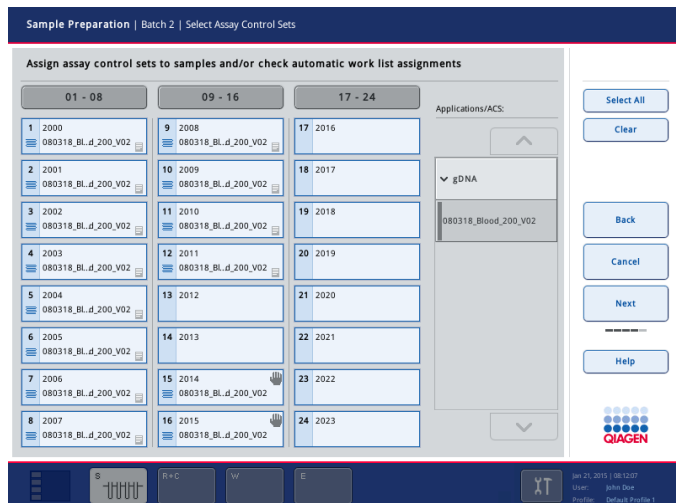 Sample Preparation | Batch 2 | Select Assay Control Sets
Assign assay control sets to samples and/or check automatic work list assignments
01 - 08
09 - 16
17 - 24
Applications/ACS:
Select All
Clear
1 2000
080318_Bl..d_200_V02
9 2008
080318_Bl..d_200_V02
17 2016
2 2001
080318_Bl..d_200_V02
10 2009
080318_Bl..d_200_V02
18 2017
gDNA
3 2002
080318_Bl..d_200_V02
11 2010
080318_Bl..d_200_V02
19 2018
080318_Blood_200_V02
Back
4 2003
080318_Bl..d_200_V02
12 2011
080318_Bl..d_200_V02
20 2019
Cancel
5 2004
080318_Bl..d_200_V02
13 2012
21 2020
Next
6 2005
080318_Bl..d_200_V02
14 2013
22 2021
Help
7 2006
080318_Bl..d_200_V02
15 2014
080318_Bl..d_200_V02
23 2022
8 2007
080318_Bl..d_200_V02
16 2015
080318_Bl..d_200_V02
24 2023
QIAGEN
S
R+C
W
E
Jan 21, 2015 | 08:12:07
User: John Doe
Profile: Default Profile 1